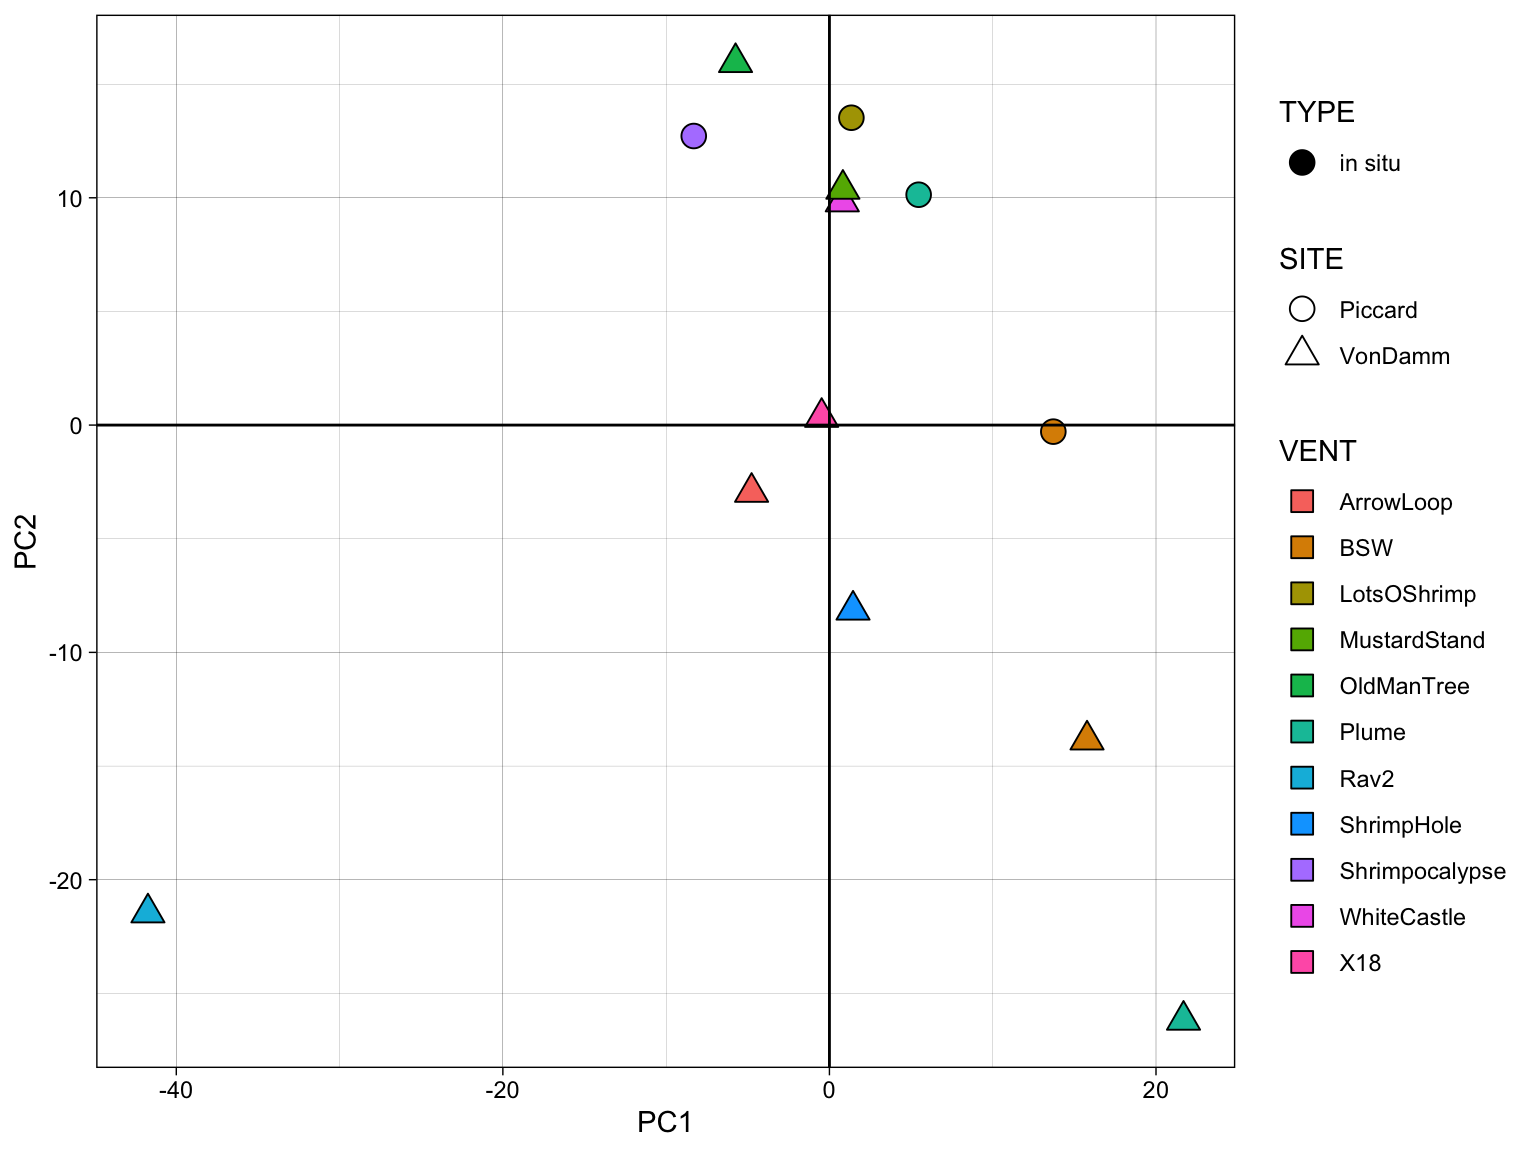 10
0
-10
-20
PC2
-40
-20
0
20
PC1
TYPE
in situ
SITE
Piccard
VonDamm
VENT
ArrowLoop
BSW
LotsOShrimp
MustardStand
OldManTree
Plume
Rav2
ShrimpHole
Shrimpocalypse
WhiteCastle
X18